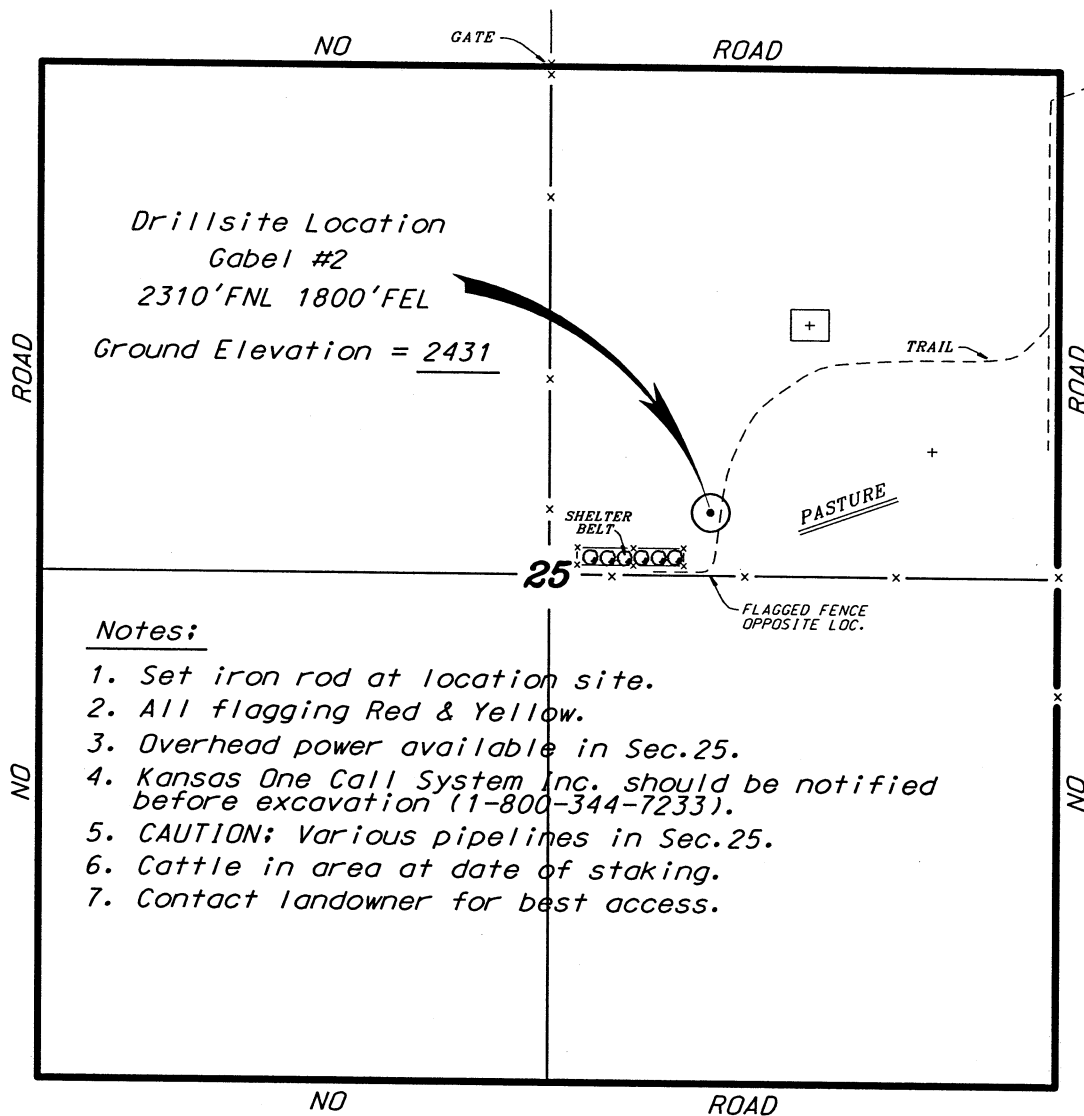 NO ROAD
GATE
Drillsite Location
Gabel #2
2310'FNL 1800'FEL
Ground Elevation = 2431
ROAD
ROAD
TRAIL
PASTURE
SHELTER
BELT
25
FLAGGED FENCE
OPPOSITE LOC.
Notes:
1. Set iron rod at location site.
2. All flagging Red & Yellow.
3. Overhead power available in Sec.25.
4. Kansas One Call System Inc. should be notified
before excavation (1-800-344-7233).
5. CAUTION: Various pipelines in Sec.25.
6. Cattle in area at date of staking.
7. Contact landowner for best access.
NO
NO
NO ROAD